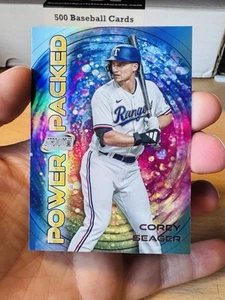 500 Baseball Cards
POWER PACKED
Rangers
COREY
SEAGER